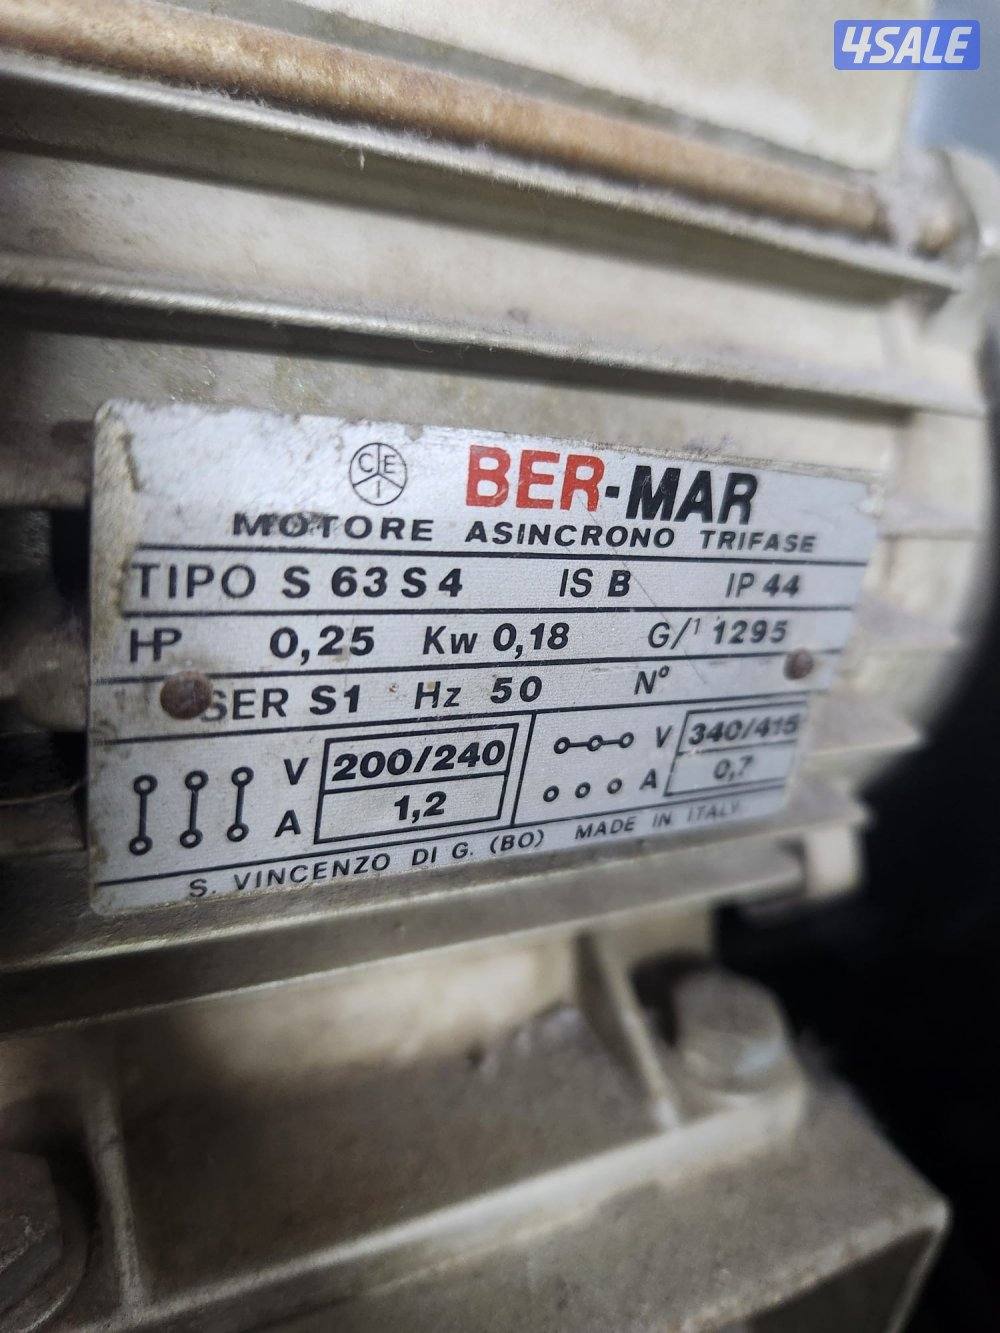 4SALE
CEI
BER-MAR
MOTORE ASINCRONO TRIFASE
TIPO S 63 S 4 IS B IP 44
HP 0,25 Kw 0,18 G/1 1295
SER S1 Hz 50 N°
V 200/240 V 340/415
A 1,2 A 0,7
S. VINCENZO DI G. (BO) MADE IN ITALY